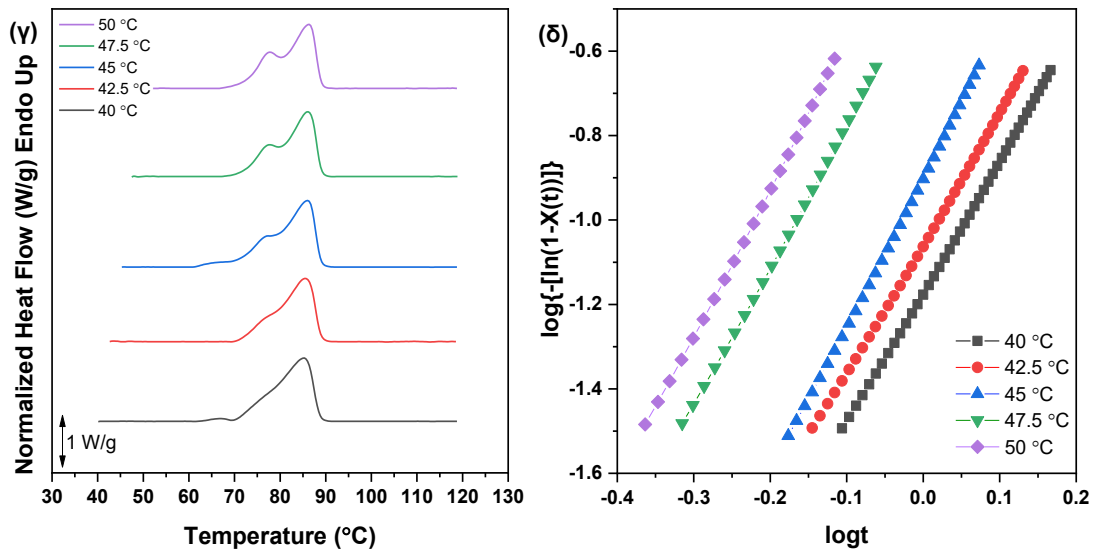 (γ)
Normalized Heat Flow (W/g) Endo Up
50 °C
47.5 °C
45 °C
42.5 °C
40 °C
1 W/g
30 40 50 60 70 80 90 100 110 120 130
Temperature (°C)
(δ)
log{-[ln(1-X(t))]}
-0.6
-0.8
-1.0
-1.2
-1.4
-1.6
40 °C
42.5 °C
45 °C
47.5 °C
50 °C
-0.4 -0.3 -0.2 -0.1 0.0 0.1 0.2
logt